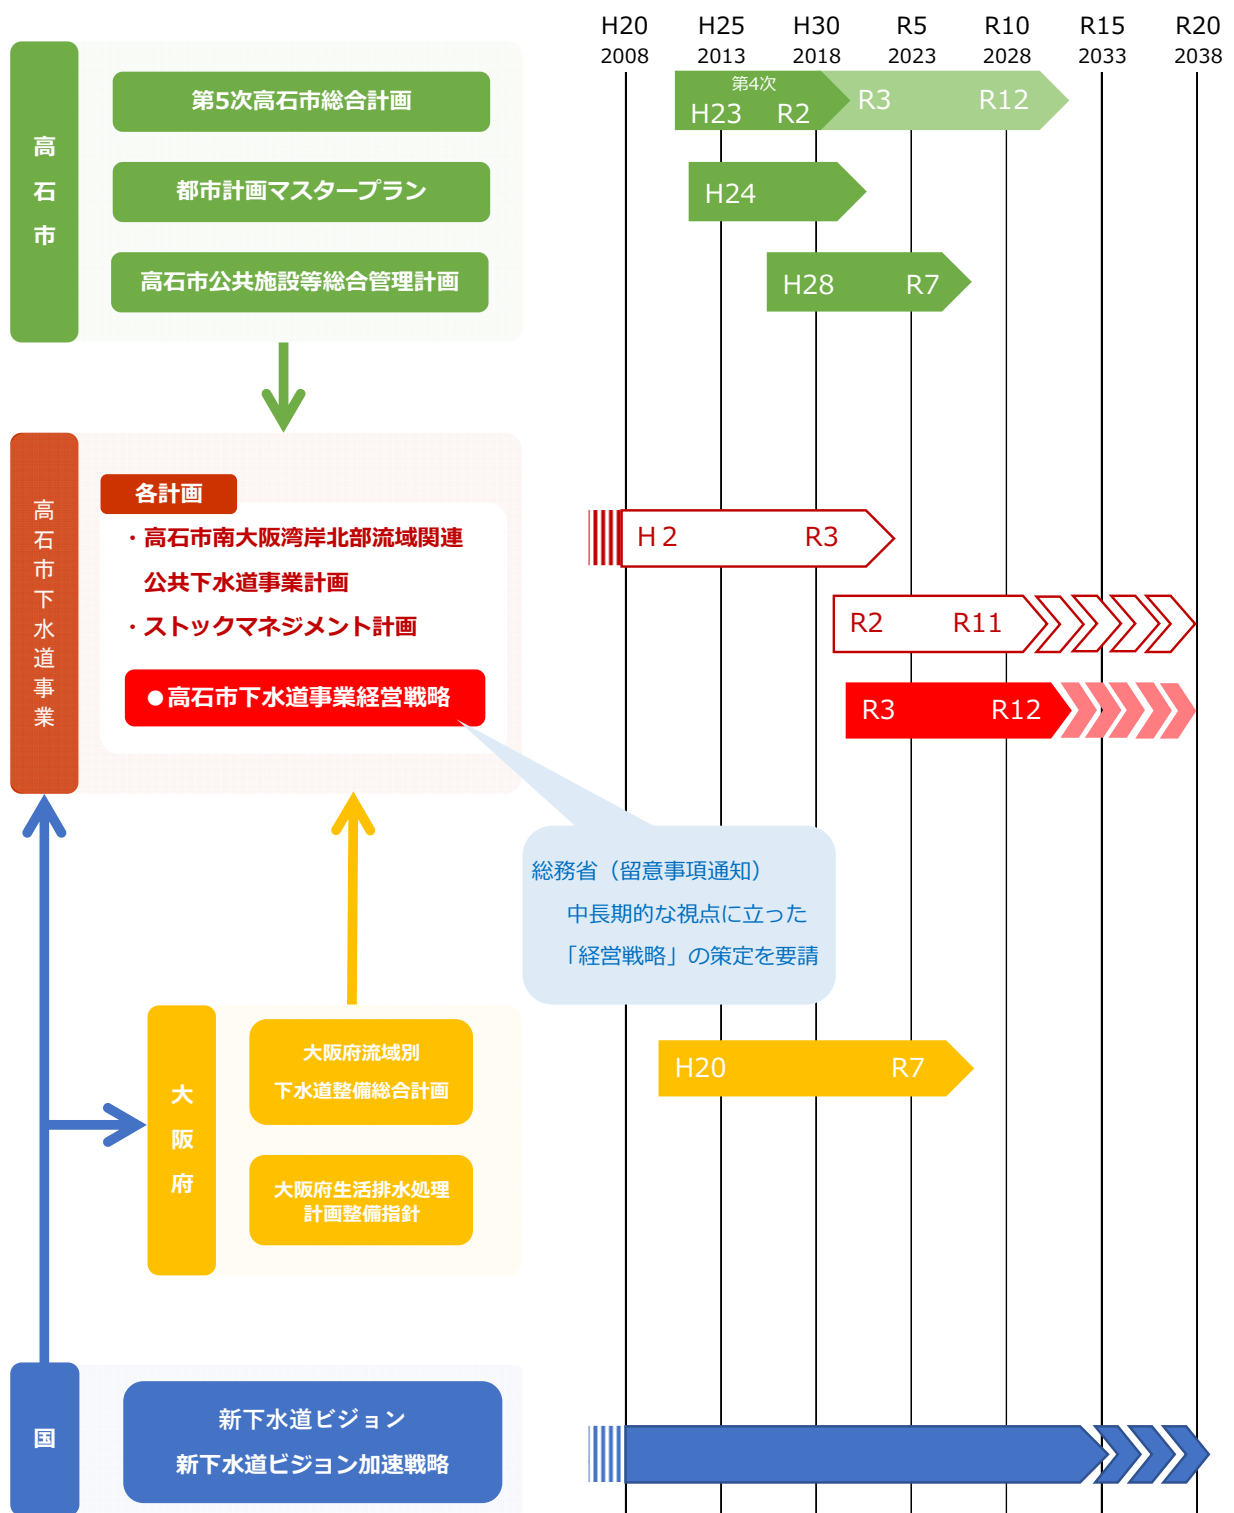 H20 H25 H30 R5 R10 R15 R20
2008 2013 2018 2023 2028 2033 2038
高石市
第5次高石市総合計画
第4次
H23 R2 R3 R12
都市計画マスタープラン
H24
高石市公共施設等総合管理計画
H28 R7
高石市下水道事業
各計画
・高石市南大阪湾岸北部流域関連
公共下水道事業計画
H２ R3
・ストックマネジメント計画
R2 R11
●高石市下水道事業経営戦略
R3 R12
総務省（留意事項通知）
中長期的な視点に立った
「経営戦略」の策定を要請
大阪府
大阪府流域別
下水道整備総合計画
H20 R7
大阪府生活排水処理
計画整備指針
国
新下水道ビジョン
新下水道ビジョン加速戦略